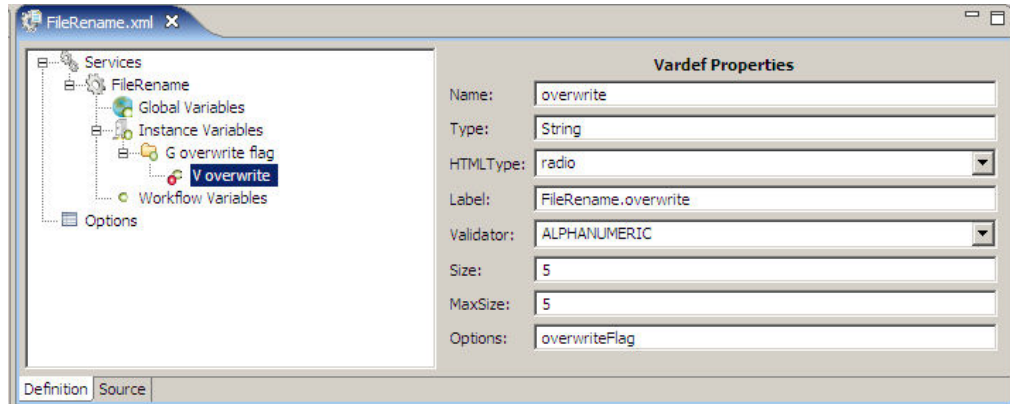 FileRename.xml
Services
FileRename
Global Variables
Instance Variables
G overwrite flag
V overwrite
Workflow Variables
Options
Vardef Properties
Name: overwrite
Type: String
HTMLType: radio
Label: FileRename.overwrite
Validator: ALPHANUMERIC
Size: 5
MaxSize: 5
Options: overwriteFlag
Definition Source